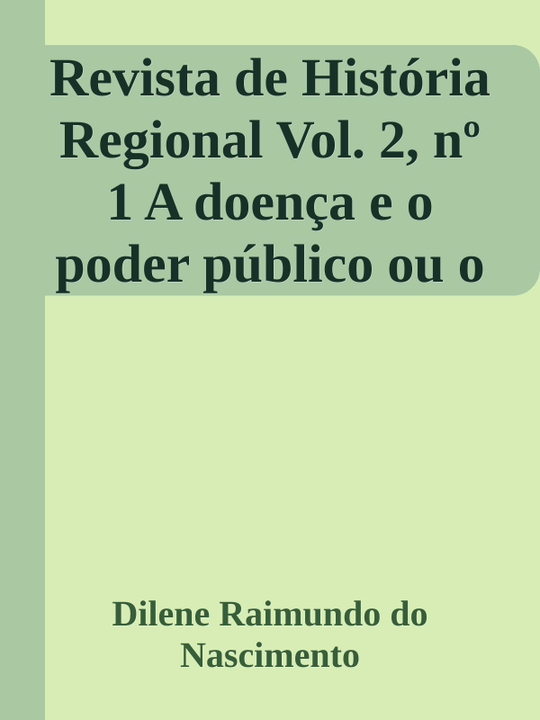 Revista de História
Regional Vol. 2, nº
1 A doença e o
poder público ou o
Dilene Raimundo do
Nascimento